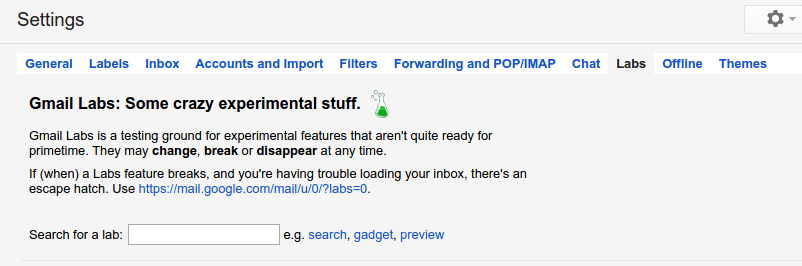 Settings
General Labels Inbox Accounts and Import Filters Forwarding and POP/IMAP Chat Labs Offline Themes
Gmail Labs: Some crazy experimental stuff.
Gmail Labs is a testing ground for experimental features that aren't quite ready for
primetime. They may change, break or disappear at any time.
If (when) a Labs feature breaks, and you're having trouble loading your inbox, there's an
escape hatch. Use https://mail.google.com/mail/u/0/?labs=0.
Search for a lab: e.g. search, gadget, preview